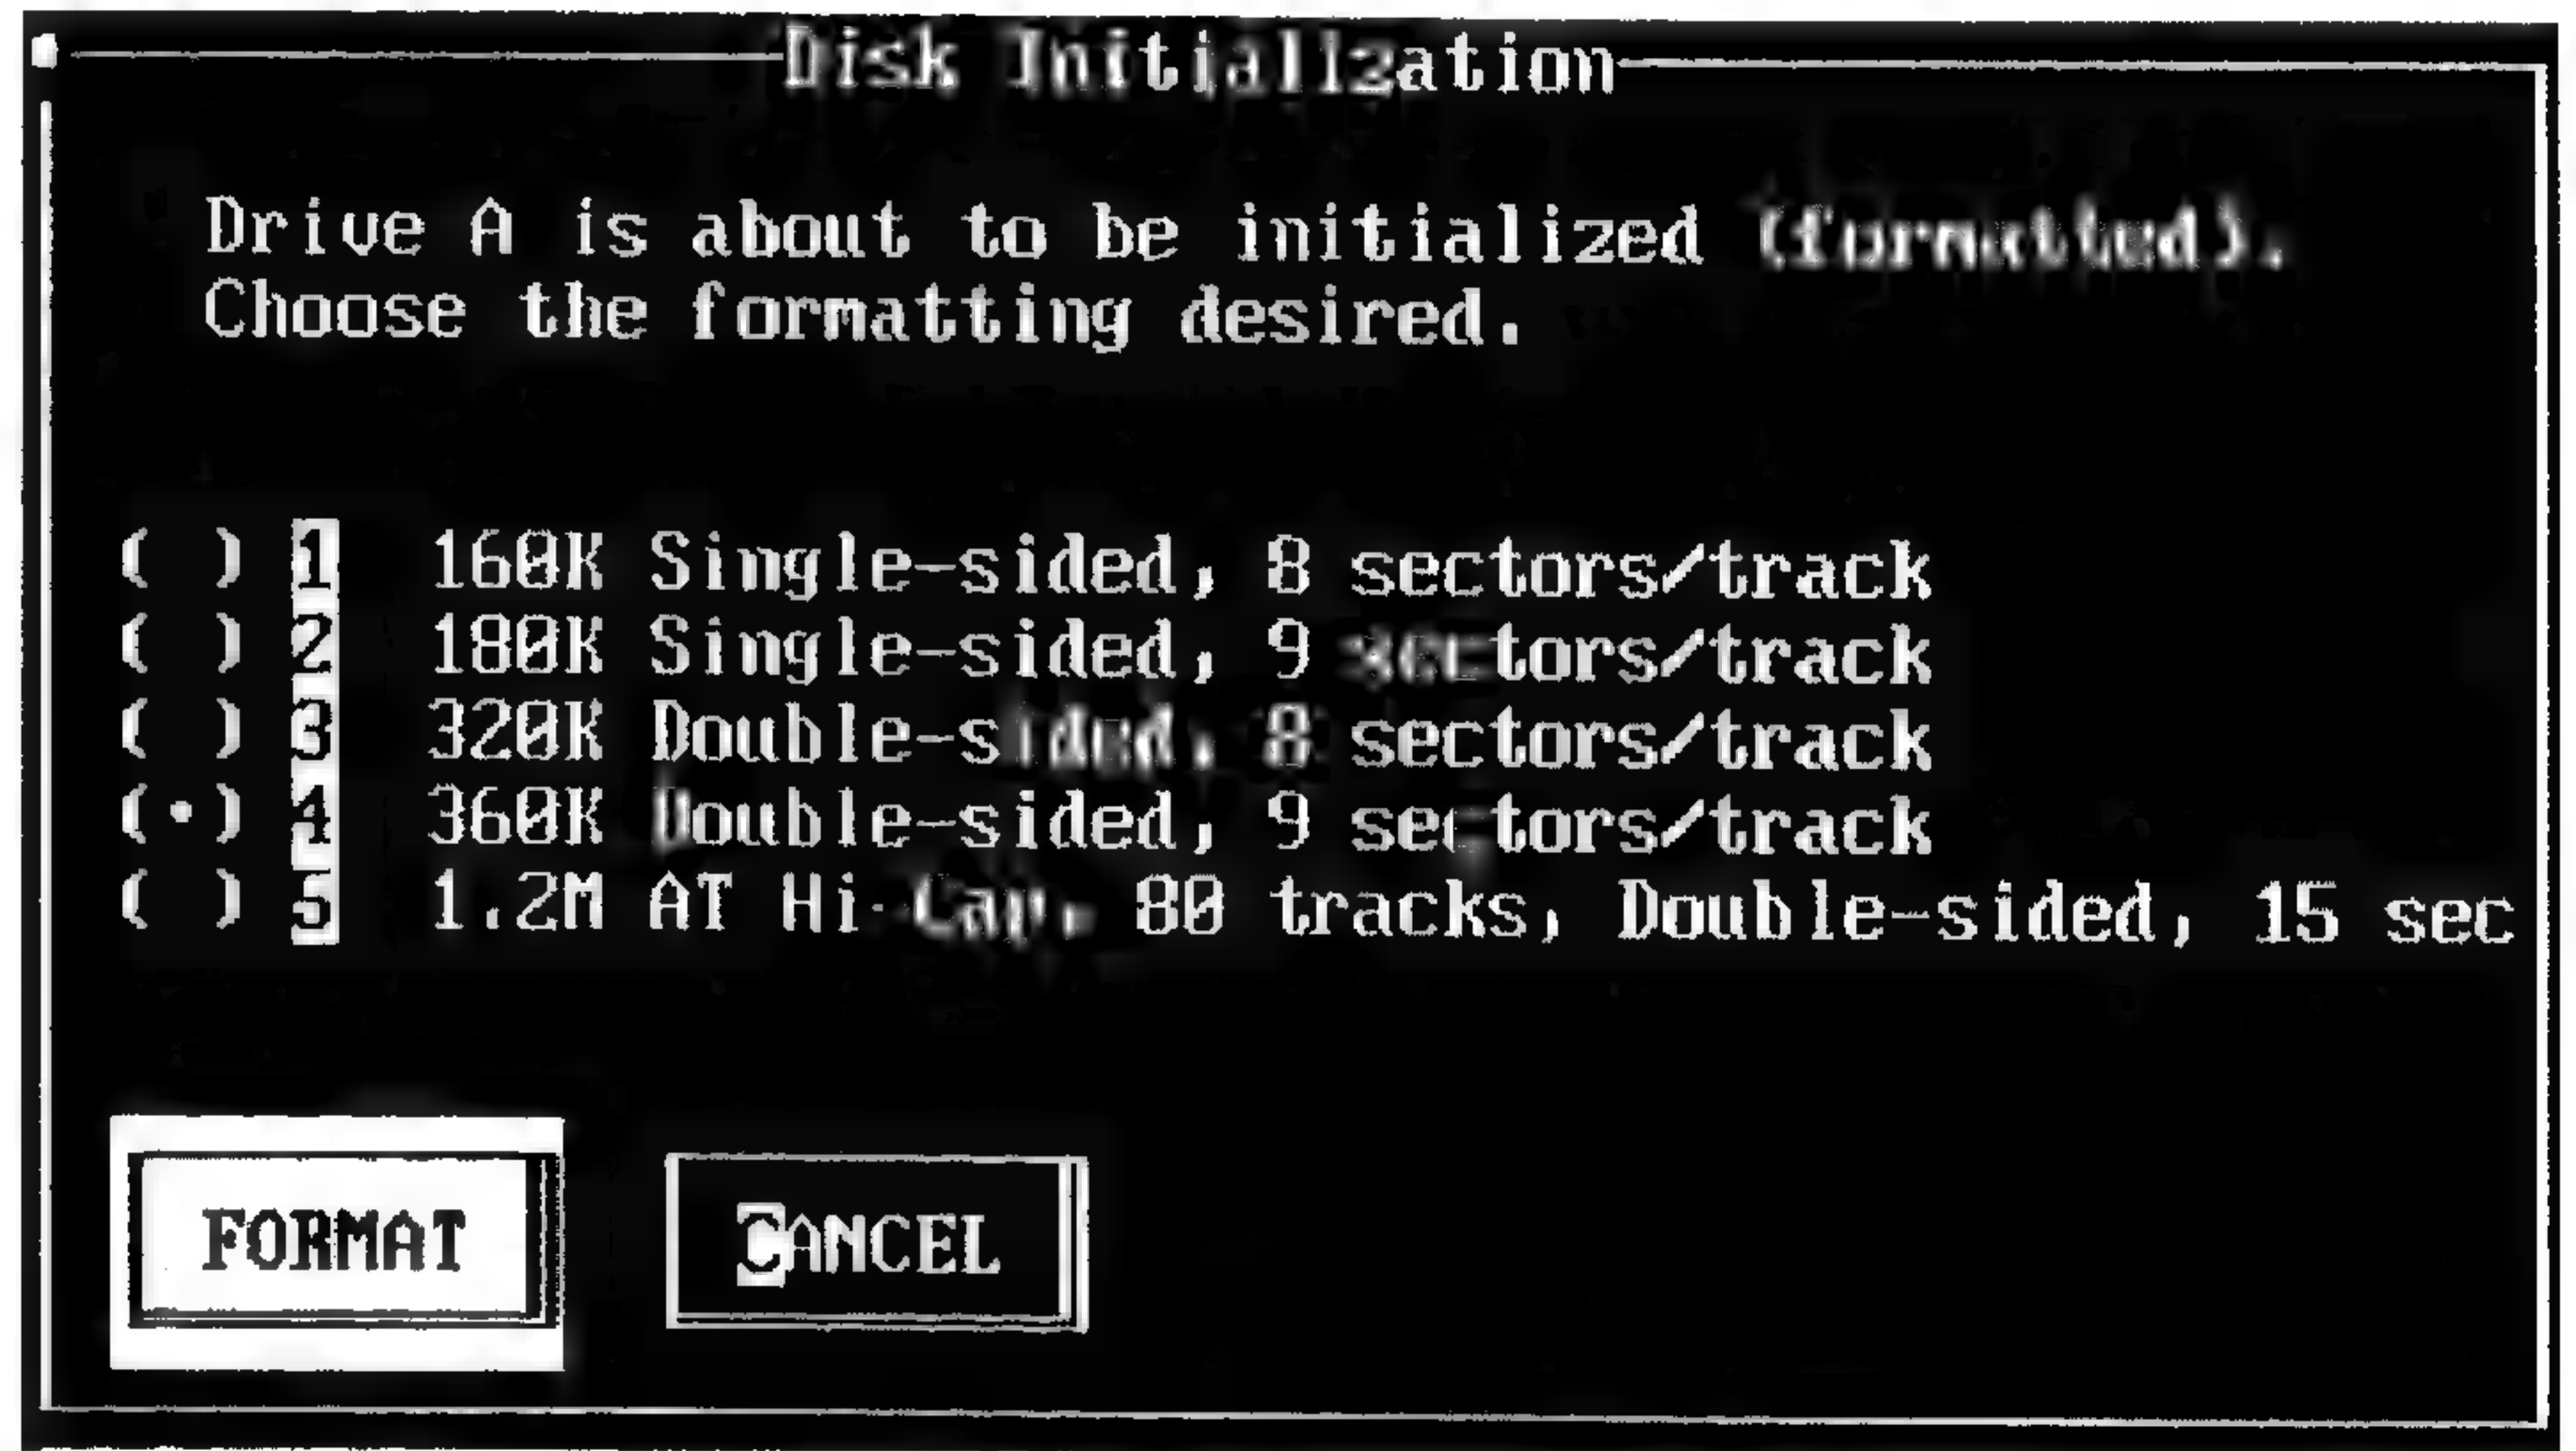 Disk Initialization
Drive A is about to be initialized (formatted).
Choose the formatting desired.
( ) 1 160K Single-sided, 8 sectors/track
( ) 2 180K Single-sided, 9 sectors/track
( ) 3 320K Double-sided, 8 sectors/track
(•) 4 360K Double-sided, 9 sectors/track
( ) 5 1.2M AT Hi-Cap, 80 tracks, Double-sided, 15 sec
FORMAT CANCEL